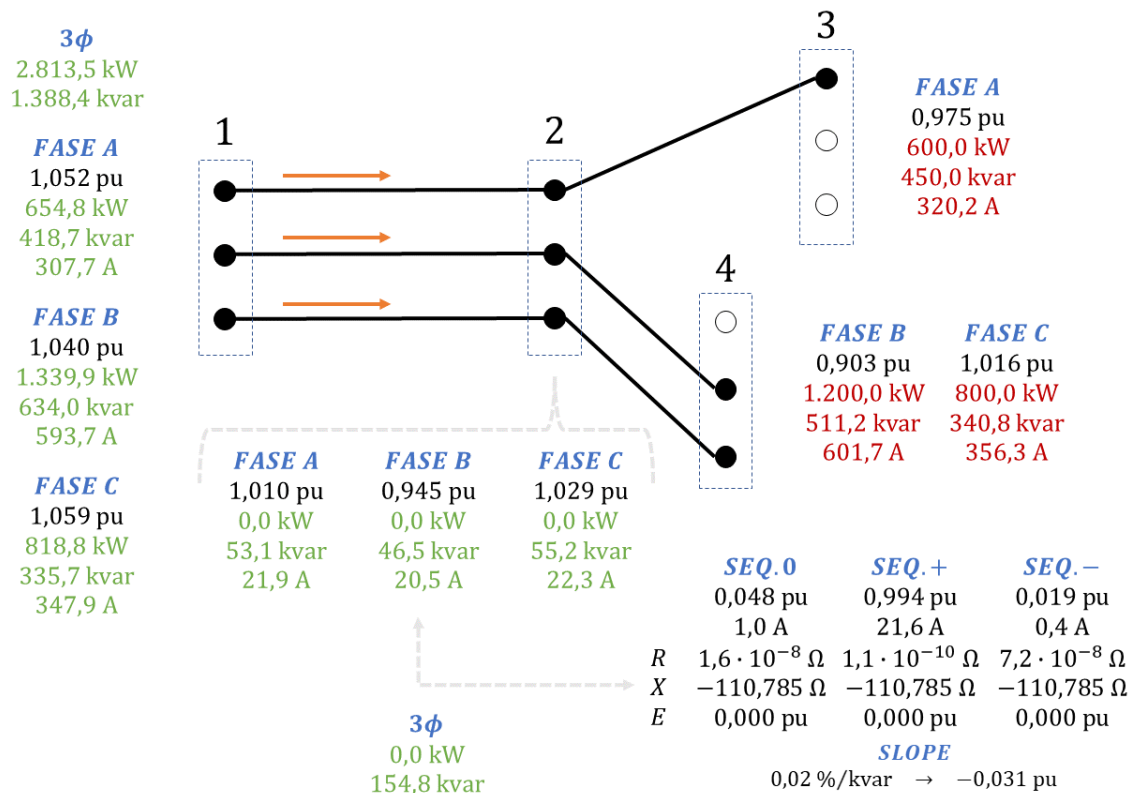 3ϕ
2.813,5 kW
1.388,4 kvar
FASE A
1,052 pu
654,8 kW
418,7 kvar
307,7 A
FASE B
1,040 pu
1.339,9 kW
634,0 kvar
593,7 A
FASE C
1,059 pu
818,8 kW
335,7 kvar
347,9 A
1
2
3
FASE A
0,975 pu
600,0 kW
450,0 kvar
320,2 A
4
FASE B FASE C
0,903 pu 1,016 pu
1.200,0 kW 800,0 kW
511,2 kvar 340,8 kvar
601,7 A 356,3 A
FASE A FASE B FASE C
1,010 pu 0,945 pu 1,029 pu
0,0 kW 0,0 kW 0,0 kW
53,1 kvar 46,5 kvar 55,2 kvar
21,9 A 20,5 A 22,3 A
SEQ.0 SEQ.+ SEQ.−
0,048 pu 0,994 pu 0,019 pu
1,0 A 21,6 A 0,4 A
R 1,6 · 10⁻⁸ Ω 1,1 · 10⁻¹⁰ Ω 7,2 · 10⁻⁸ Ω
X −110,785 Ω −110,785 Ω −110,785 Ω
E 0,000 pu 0,000 pu 0,000 pu
SLOPE
0,02 %/kvar → −0,031 pu
3ϕ
0,0 kW
154,8 kvar